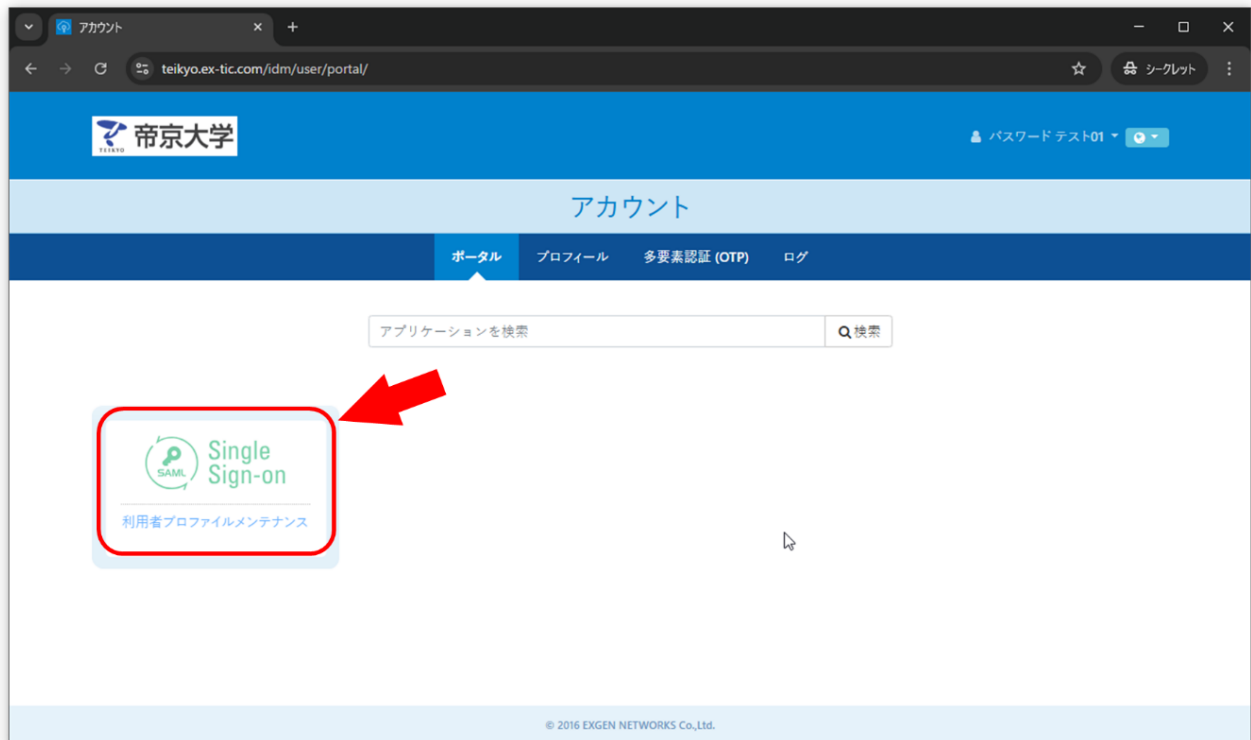 アカウント
teikyo.ex-tic.com/idm/user/portal/
シークレット
帝京大学
TEIKYO
パスワード テスト01
アカウント
ポータル
プロフィール
多要素認証 (OTP)
ログ
アプリケーションを検索
検索
SAML
Single
Sign-on
利用者プロファイルメンテナンス
© 2016 EXGEN NETWORKS Co.,Ltd.